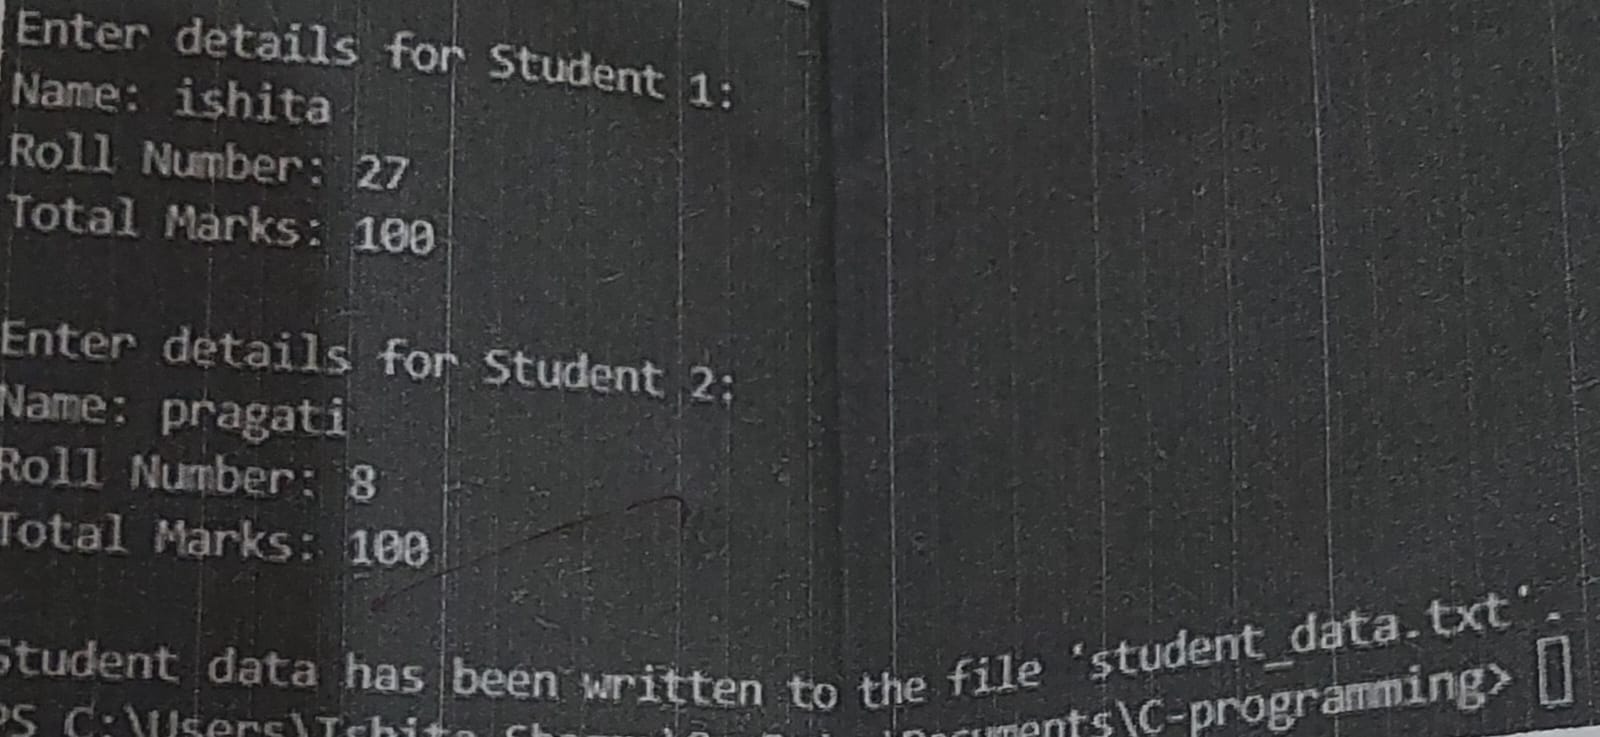 Enter details for Student 1:
Name: ishita
Roll Number: 27
Total Marks: 100
Enter details for Student 2:
Name: pragati
Roll Number: 8
Total Marks: 100
Student data has been written to the file 'student_data.txt'.
PS C:\Users\Ishita \Documents\C-programming>